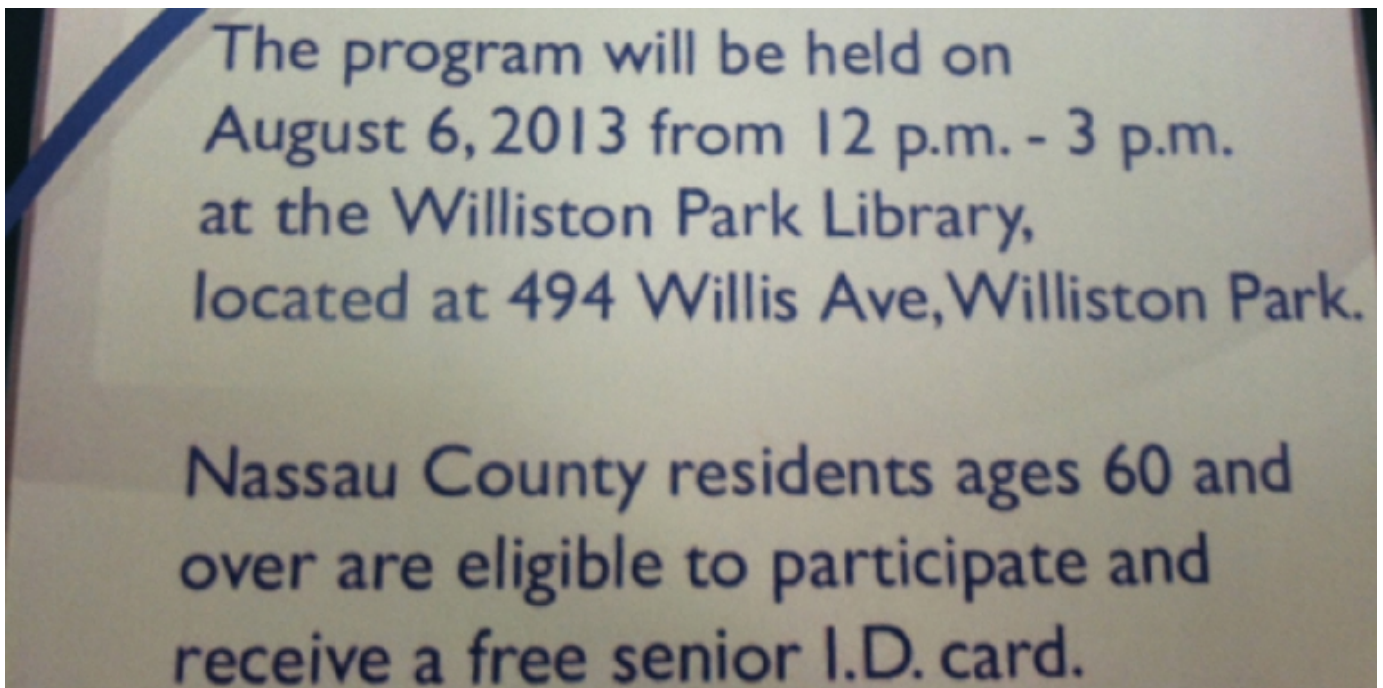 The program will be held on
August 6, 2013 from 12 p.m. - 3 p.m.
at the Williston Park Library,
located at 494 Willis Ave, Williston Park.
Nassau County residents ages 60 and
over are eligible to participate and
receive a free senior I.D. card.